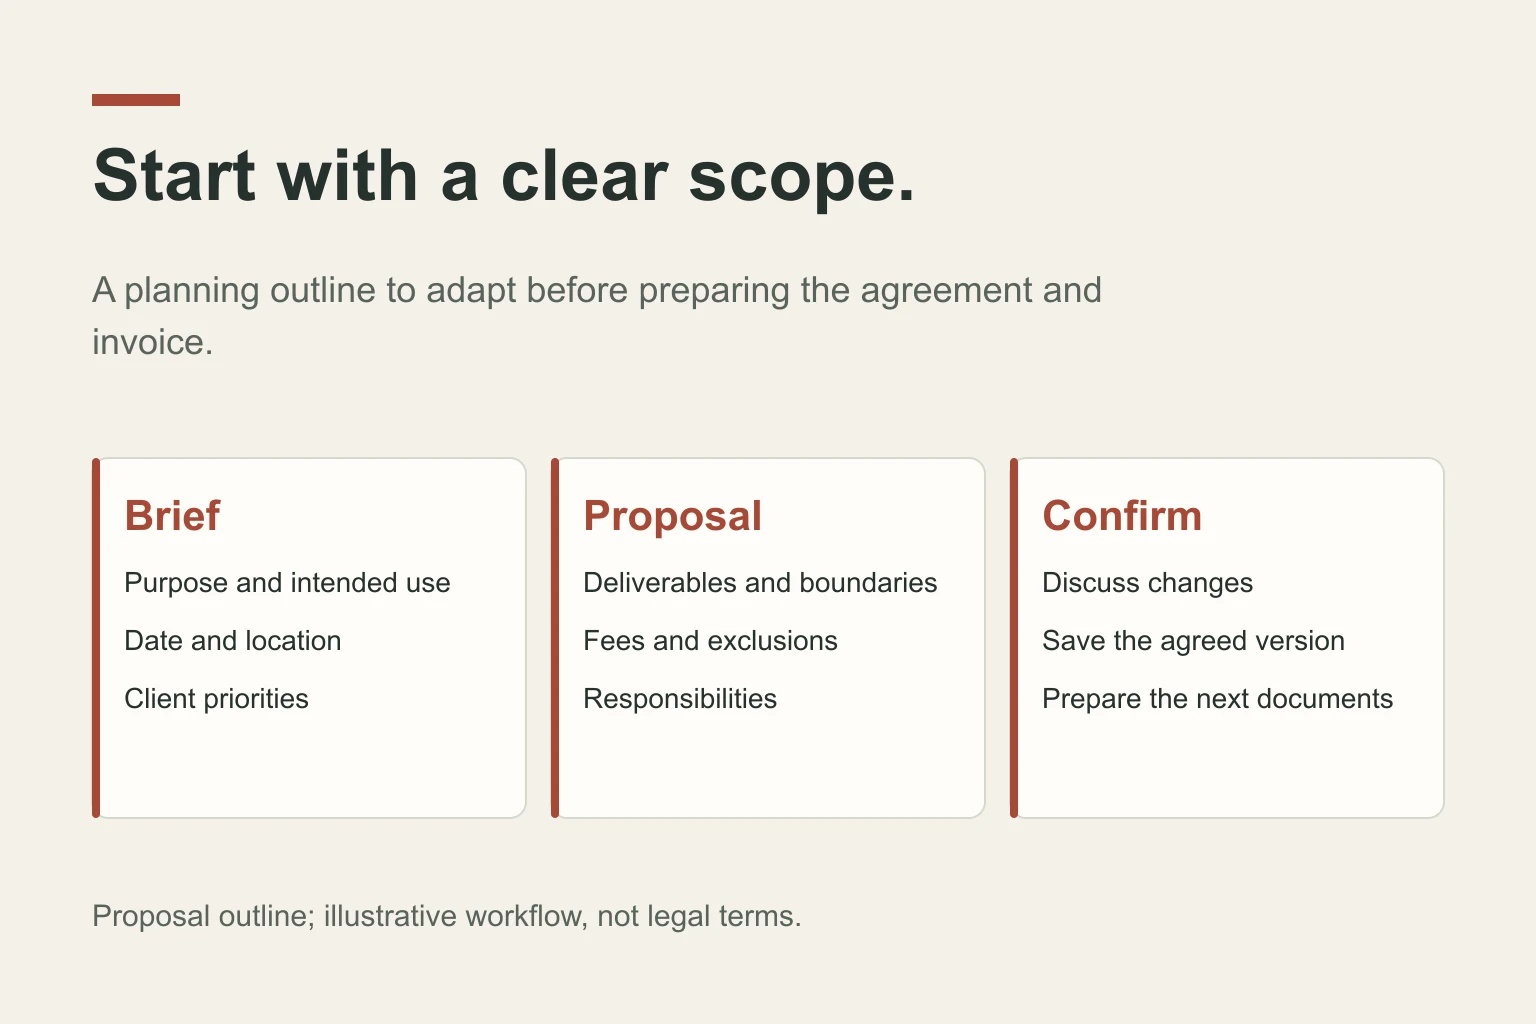 Start with a clear scope.
A planning outline to adapt before preparing the agreement and
invoice.
Brief
Purpose and intended use
Date and location
Client priorities
Proposal
Deliverables and boundaries
Fees and exclusions
Responsibilities
Confirm
Discuss changes
Save the agreed version
Prepare the next documents
Proposal outline; illustrative workflow, not legal terms.